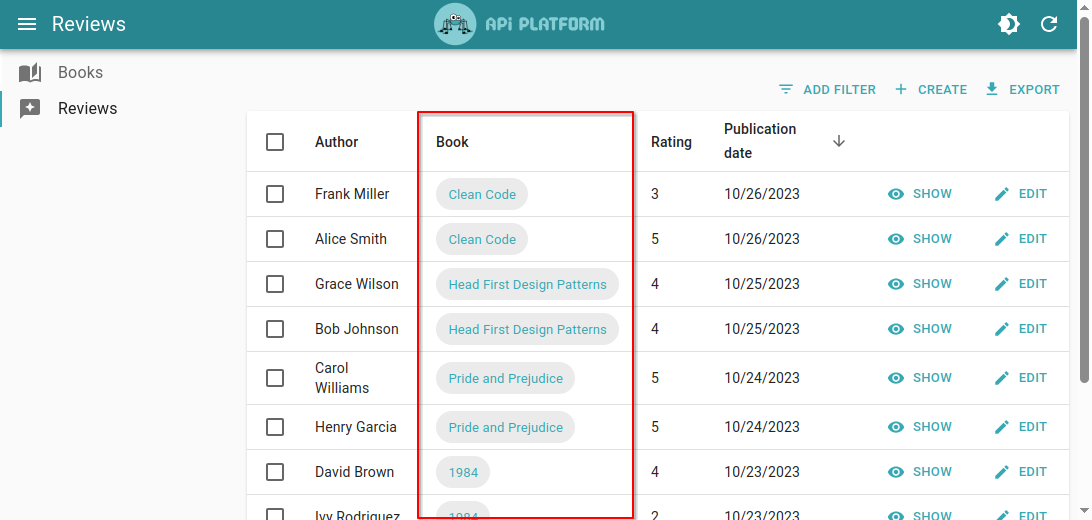 Reviews
API PLATFORM
Books
Reviews
ADD FILTER
CREATE
EXPORT
Author
Book
Rating
Publication
date
Frank Miller
Clean Code
3
10/26/2023
SHOW
EDIT
Alice Smith
Clean Code
5
10/26/2023
SHOW
EDIT
Grace Wilson
Head First Design Patterns
4
10/25/2023
SHOW
EDIT
Bob Johnson
Head First Design Patterns
4
10/25/2023
SHOW
EDIT
Carol
Williams
Pride and Prejudice
5
10/24/2023
SHOW
EDIT
Henry Garcia
Pride and Prejudice
5
10/24/2023
SHOW
EDIT
David Brown
1984
4
10/23/2023
SHOW
EDIT
Ivy Rodriguez
1984
2
10/23/2023
SHOW
EDIT